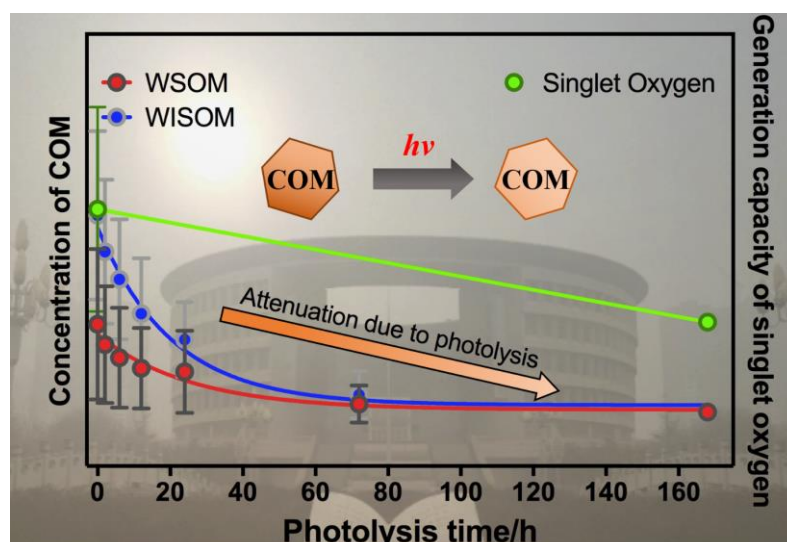 WSOM
WISOM
Singlet Oxygen
hv
COM
COM
Attenuation due to photolysis
Concentration of COM
Generation capacity of singlet oxygen
0 20 40 60 80 100 120 140 160
Photolysis time/h